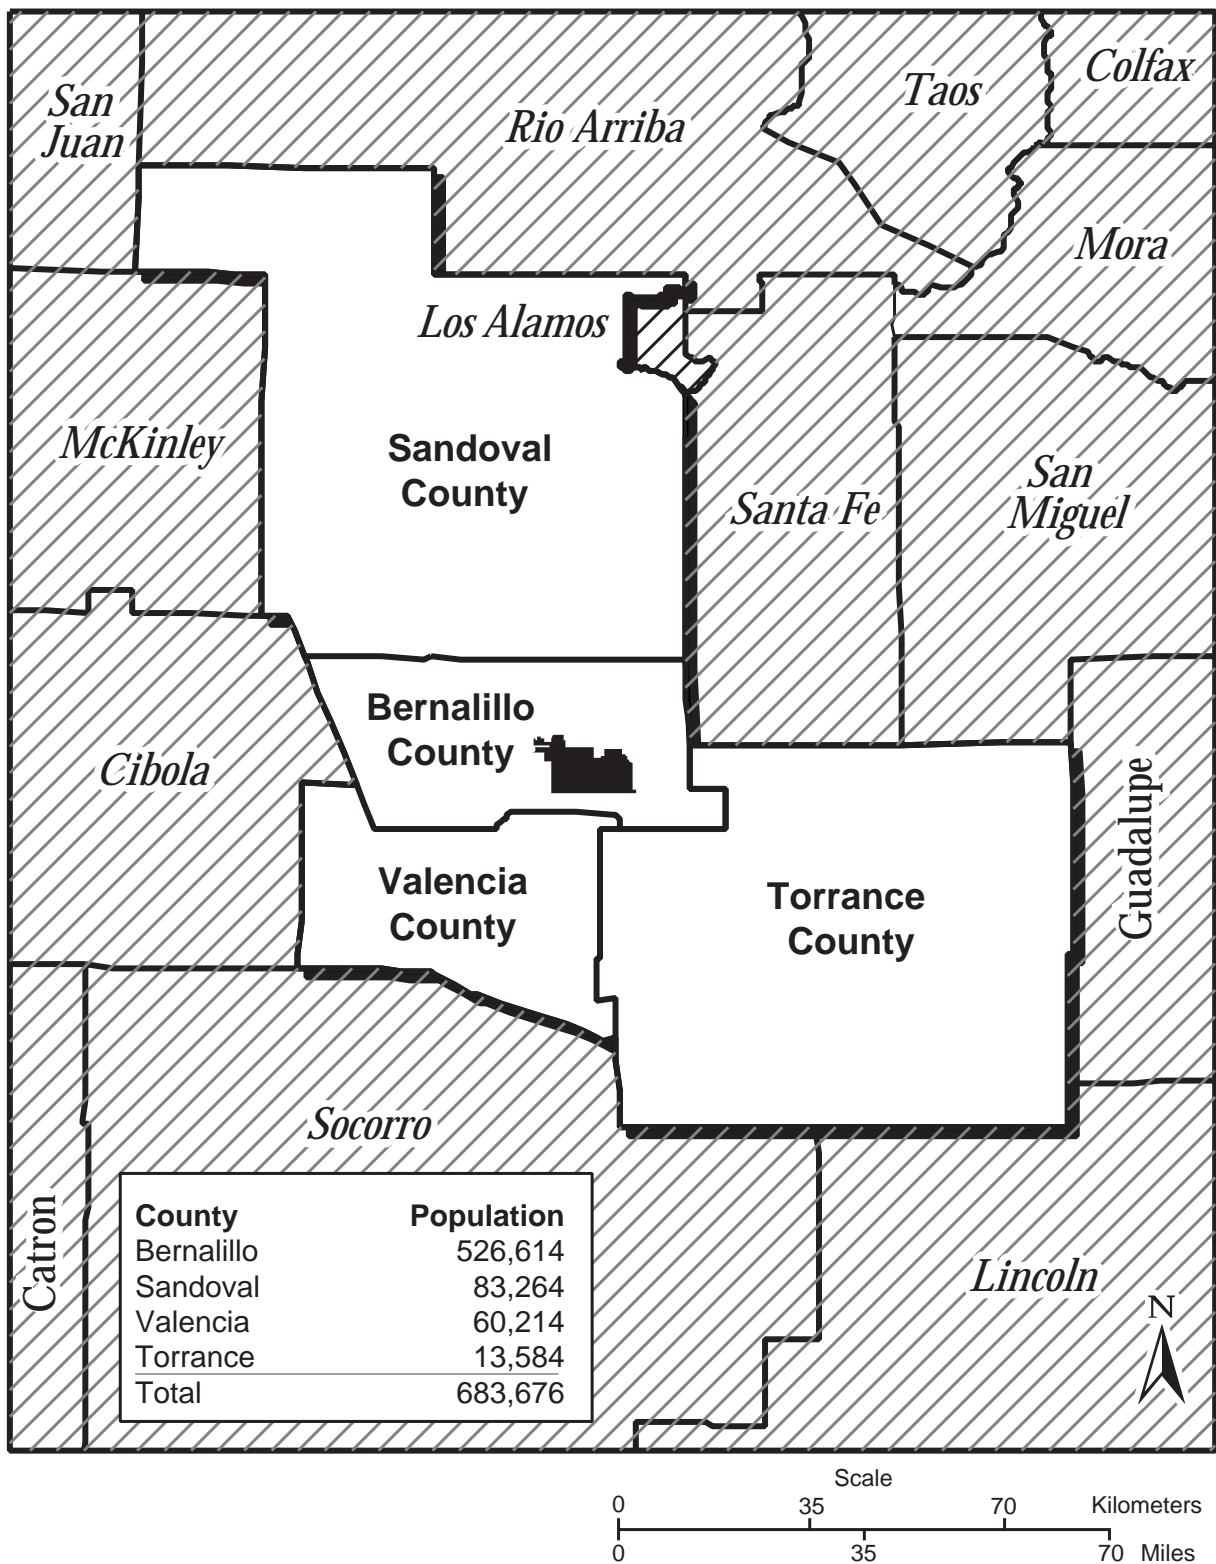 San
Juan
Rio Arriba
Taos
Colfax
Mora
Los Alamos
McKinley
Sandoval
County
Santa Fe
San
Miguel
Bernalillo
County
Cibola
Guadalupe
Valencia
County
Torrance
County
Socorro
Catron
Lincoln
N
County Population
Bernalillo 526,614
Sandoval 83,264
Valencia 60,214
Torrance 13,584
Total 683,676
Scale
0 35 70 Kilometers
0 35 70 Miles